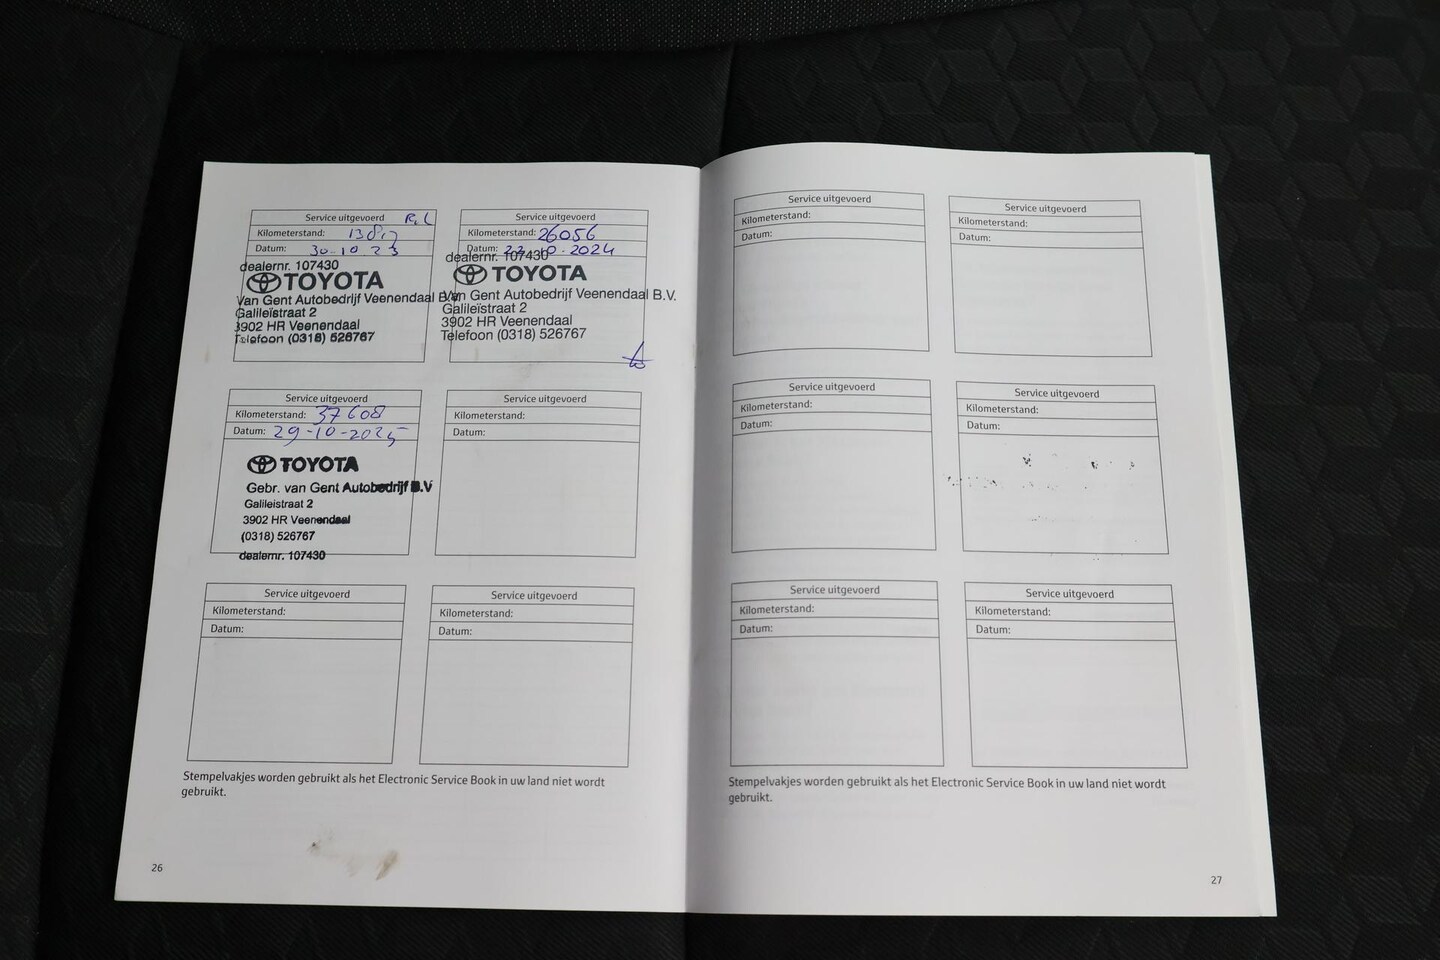 Service uitgevoerd R.L
Kilometerstand:
Datum: 30-10 23
dealernr. 107430
TOYOTA
Van Gent Autobedrijf Veenendaal B.V.
Galileïstraat 2
3902 HR Veenendaal
Telefoon (0318) 526767
Service uitgevoerd
Kilometerstand: 26056
Datum: 2024
dealernr. 107430
TOYOTA
Van Gent Autobedrijf Veenendaal B.V.
Galileïstraat 2
3902 HR Veenendaal
Telefoon (0318) 526767
Service uitgevoerd
Kilometerstand: 37608
Datum: 29-10-2025
TOYOTA
Gebr. van Gent Autobedrijf B.V
Galileistraat 2
3902 HR Veenendaal
(0318) 526767
dealernr. 107430
Service uitgevoerd
Kilometerstand:
Datum:
Service uitgevoerd
Kilometerstand:
Datum:
Service uitgevoerd
Kilometerstand:
Datum:
Stempelvakjes worden gebruikt als het Electronic Service Book in uw land niet wordt
gebruikt.
26
Service uitgevoerd
Kilometerstand:
Datum:
Service uitgevoerd
Kilometerstand:
Datum:
Service uitgevoerd
Kilometerstand:
Datum:
Service uitgevoerd
Kilometerstand:
Datum:
Service uitgevoerd
Kilometerstand:
Datum:
Service uitgevoerd
Kilometerstand:
Datum:
Stempelvakjes worden gebruikt als het Electronic Service Book in uw land niet wordt
gebruikt.
27